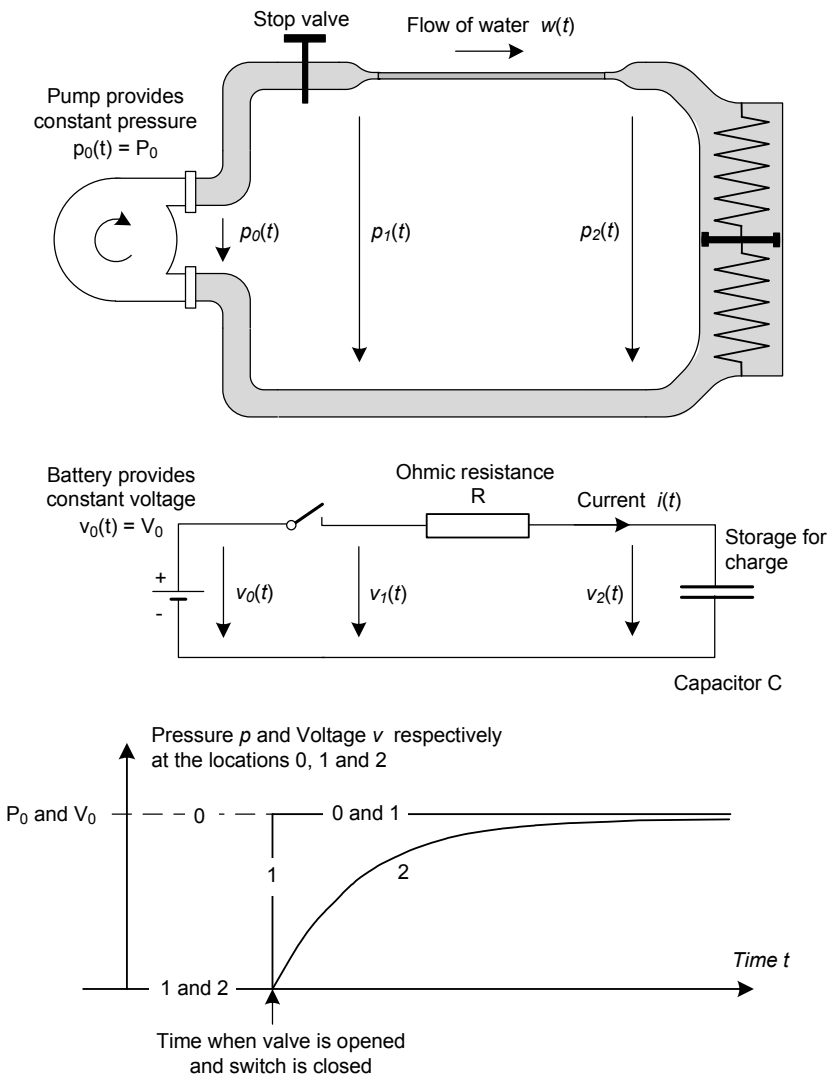 Stop valve
Flow of water w(t)
Pump provides
constant pressure
p₀(t) = P₀
p₀(t)
p₁(t)
p₂(t)
Battery provides
constant voltage
v₀(t) = V₀
Ohmic resistance
R
Current i(t)
Storage for
charge
+
-
v₀(t)
v₁(t)
v₂(t)
Capacitor C
Pressure p and Voltage v respectively
at the locations 0, 1 and 2
P₀ and V₀
0
0 and 1
1
2
Time t
1 and 2
Time when valve is opened
and switch is closed